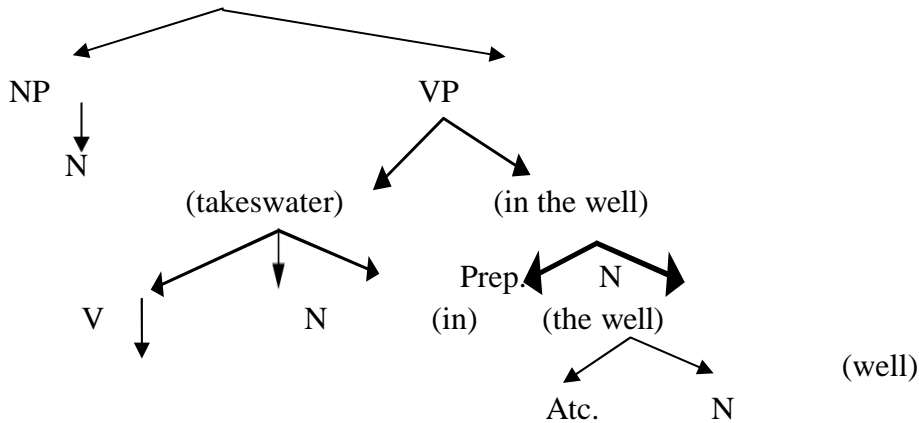 NP VP
N
(takeswater) (in the well)
Prep. N
V N (in) (the well)
(well)
Atc. N